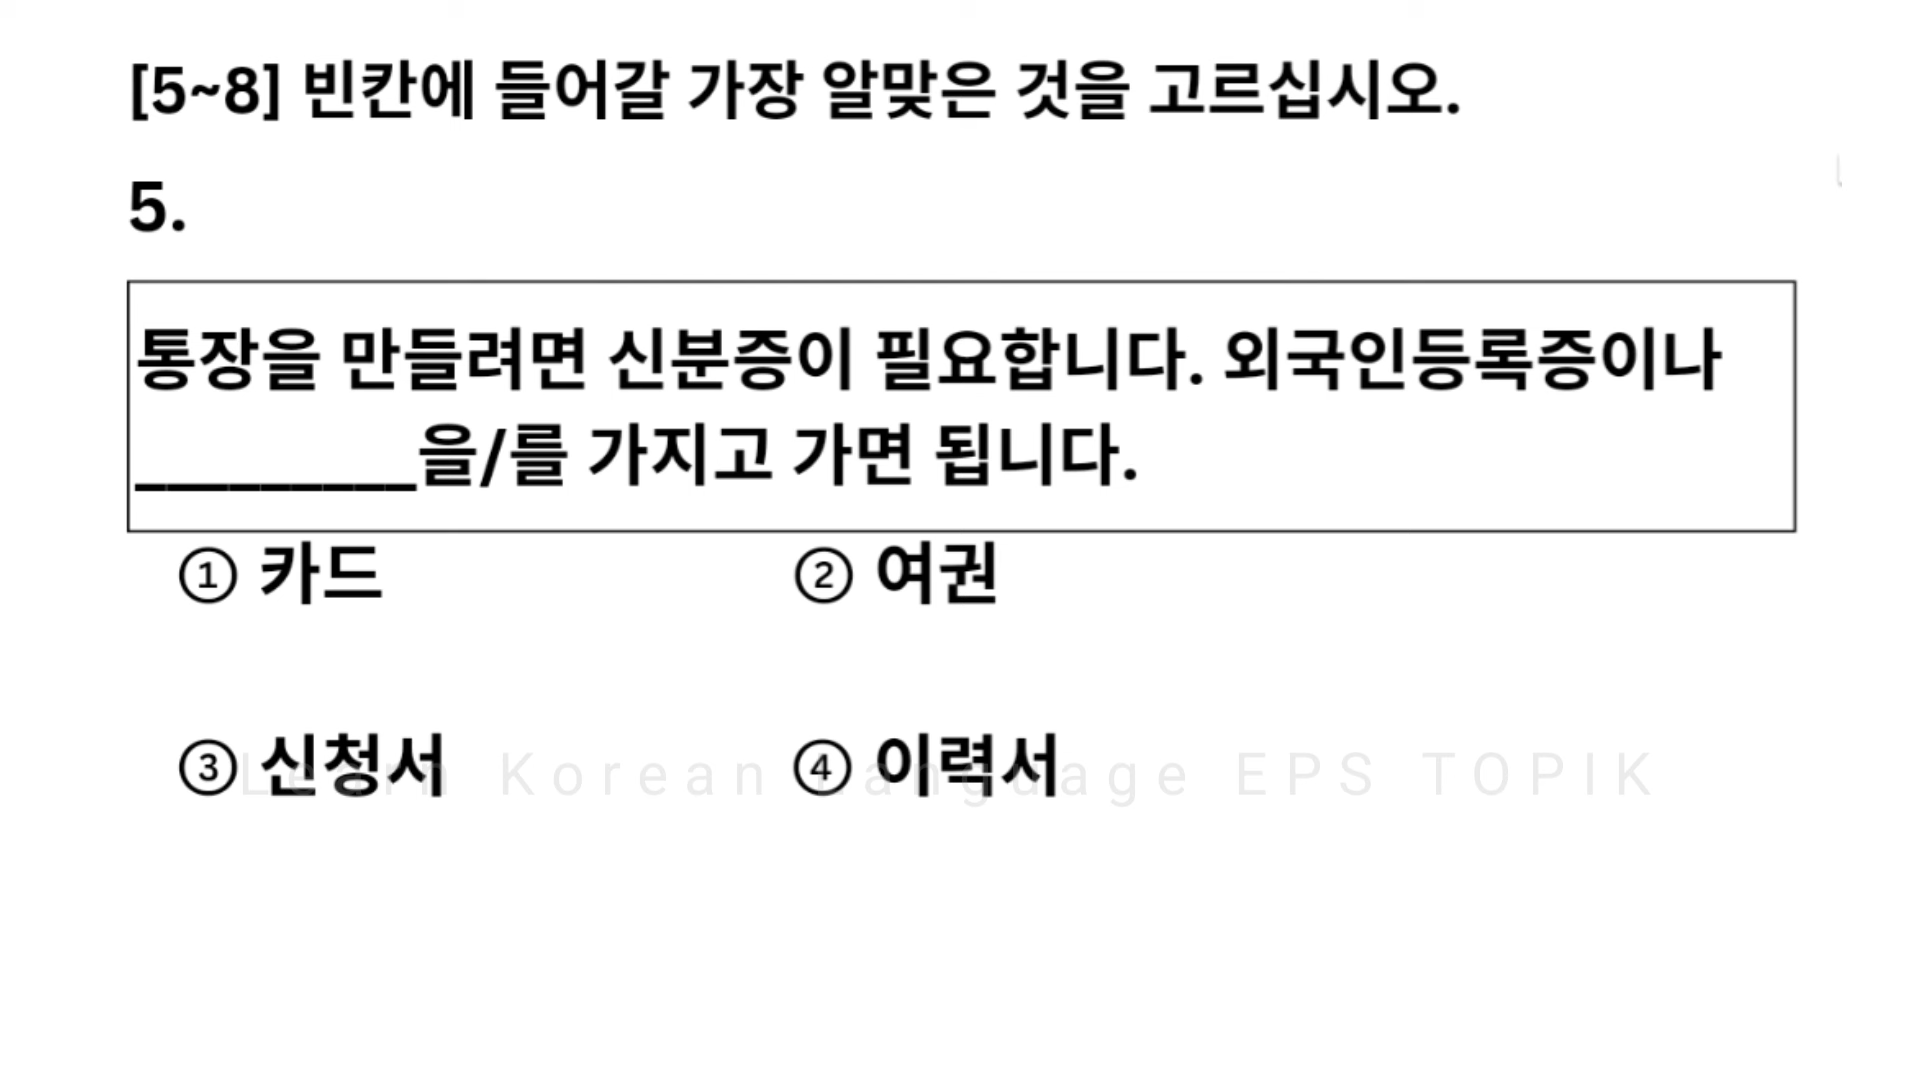 [5~8] 빈칸에 들어갈 가장 알맞은 것을 고르십시오.
5.
통장을 만들려면 신분증이 필요합니다. 외국인등록증이나
_________을/를 가지고 가면 됩니다.
① 카드 ② 여권
③ 신청서 ④ 이력서
Learn Korean Language EPS TOPIK